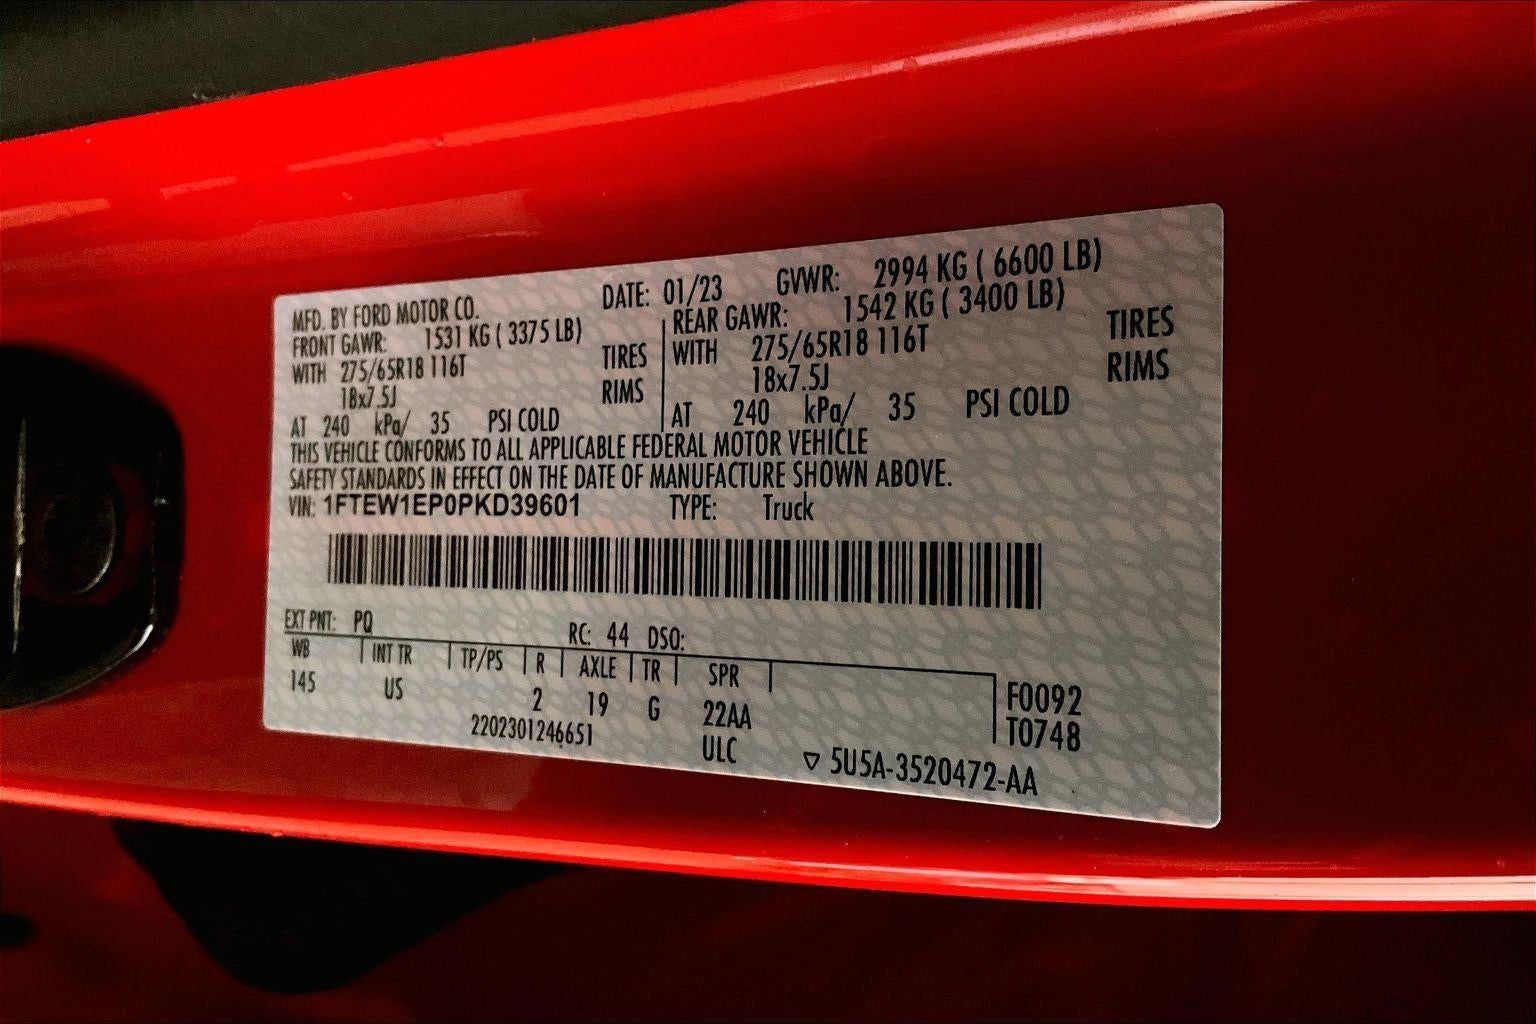 MFD. BY FORD MOTOR CO. DATE: 01/23 GVWR: 2994 KG ( 6600 LB)
FRONT GAWR: 1531 KG ( 3375 LB) REAR GAWR: 1542 KG ( 3400 LB)
WITH 275/65R18 116T TIRES WITH 275/65R18 116T TIRES
18x7.5J RIMS 18x7.5J RIMS
AT 240 kPa/ 35 PSI COLD AT 240 kPa/ 35 PSI COLD
THIS VEHICLE CONFORMS TO ALL APPLICABLE FEDERAL MOTOR VEHICLE
SAFETY STANDARDS IN EFFECT ON THE DATE OF MANUFACTURE SHOWN ABOVE.
VIN: 1FTEW1EP0PKD39601 TYPE: Truck
EXT PNT: PQ RC: 44 DSO:
WB INT TR TP/PS R AXLE TR SPR
145 US 2 19 G 22AA F0092
2202301246651 ULC T0748
▽ 5U5A-3520472-AA